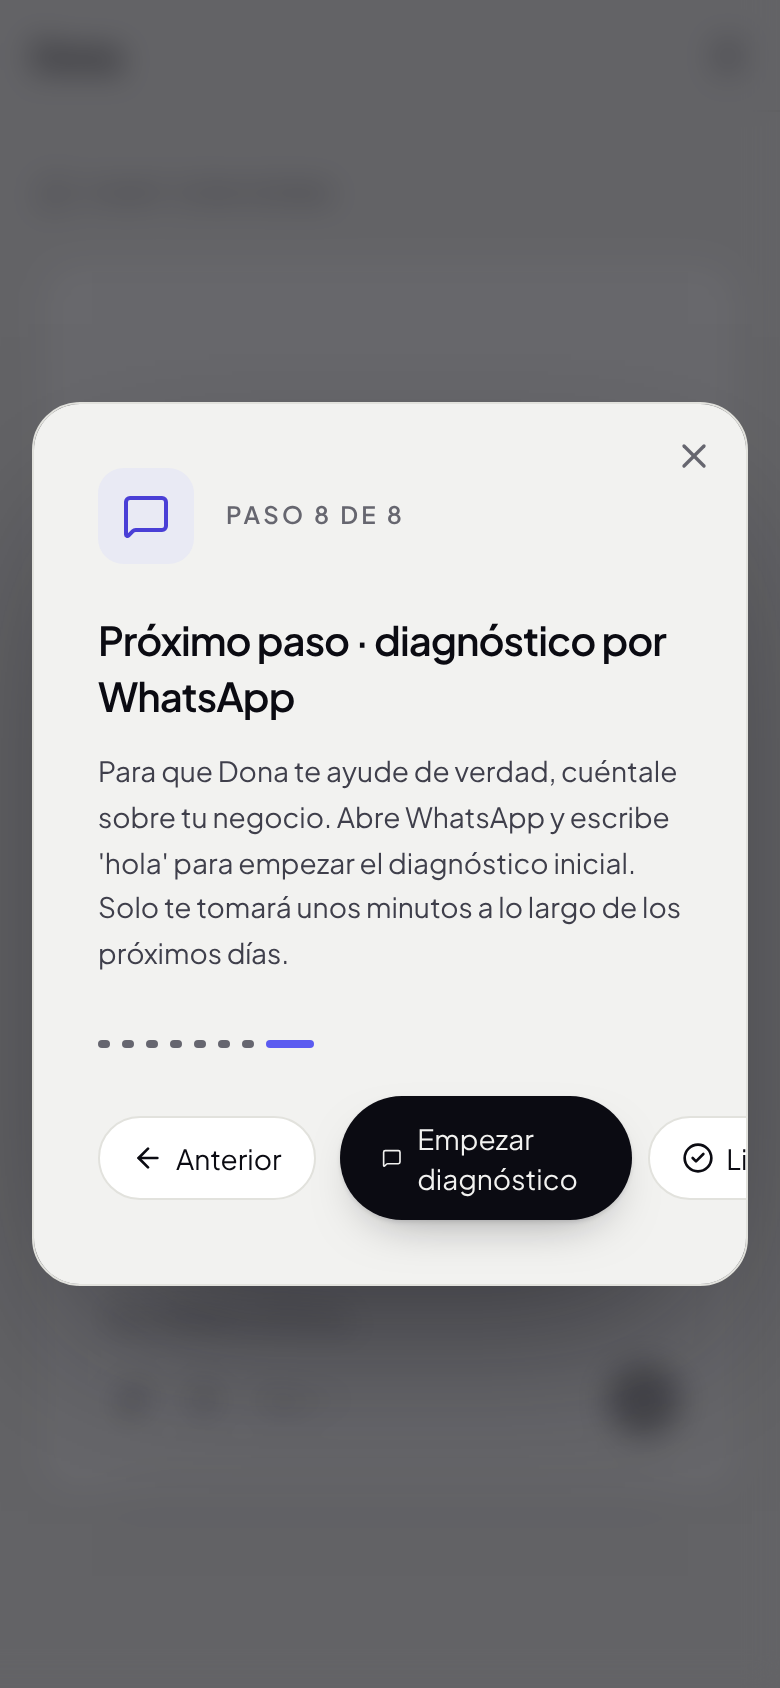 PASO 8 DE 8
Próximo paso · diagnóstico por
WhatsApp
Para que Dona te ayude de verdad, cuéntale
sobre tu negocio. Abre WhatsApp y escribe
'hola' para empezar el diagnóstico inicial.
Solo te tomará unos minutos a lo largo de los
próximos días.
Anterior
Empezar
diagnóstico